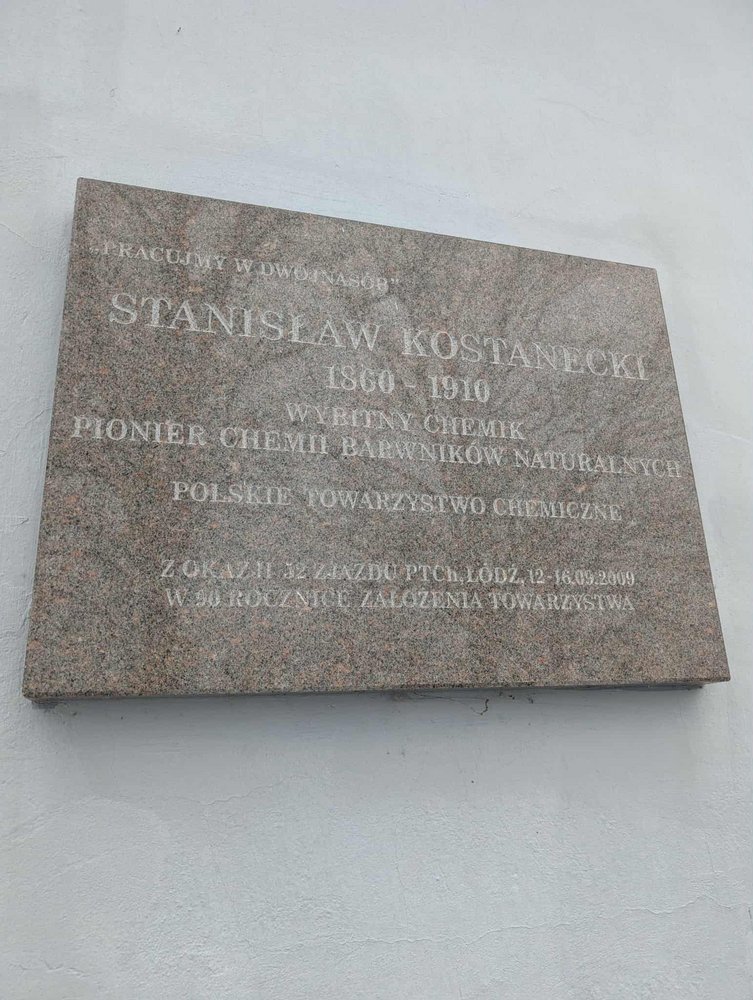 „PRACUJMY W DWÓJNASÓB”
STANISŁAW KOSTANECKI
1860 - 1910
WYBITNY CHEMIK
PIONIER CHEMII BARWNIKÓW NATURALNYCH
POLSKIE TOWARZYSTWO CHEMICZNE
Z OKAZJI 52 ZJAZDU PTCh, ŁÓDŹ, 12-16.09.2009
W 90 ROCZNICĘ ZAŁOŻENIA TOWARZYSTWA